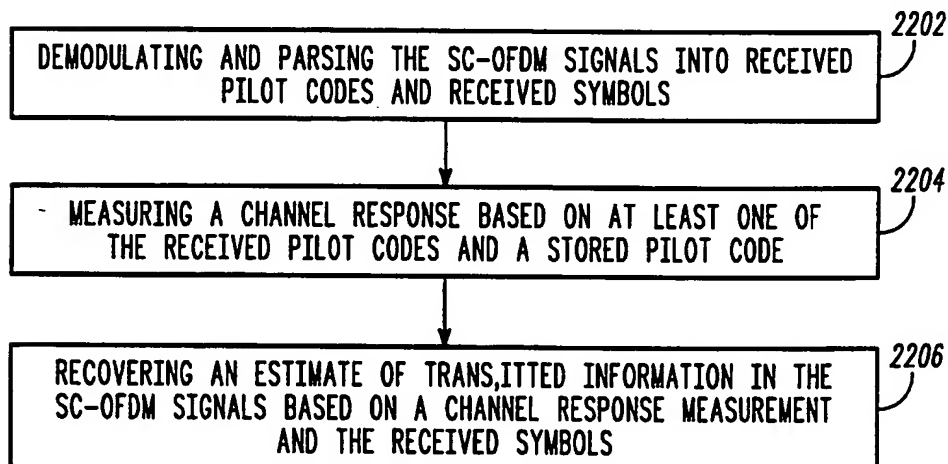 2202
DEMODULATING AND PARSING THE SC-OFDM SIGNALS INTO RECEIVED
PILOT CODES AND RECEIVED SYMBOLS
2204
MEASURING A CHANNEL RESPONSE BASED ON AT LEAST ONE OF
THE RECEIVED PILOT CODES AND A STORED PILOT CODE
2206
RECOVERING AN ESTIMATE OF TRANS,ITTED INFORMATION IN THE
SC-OFDM SIGNALS BASED ON A CHANNEL RESPONSE MEASUREMENT
AND THE RECEIVED SYMBOLS